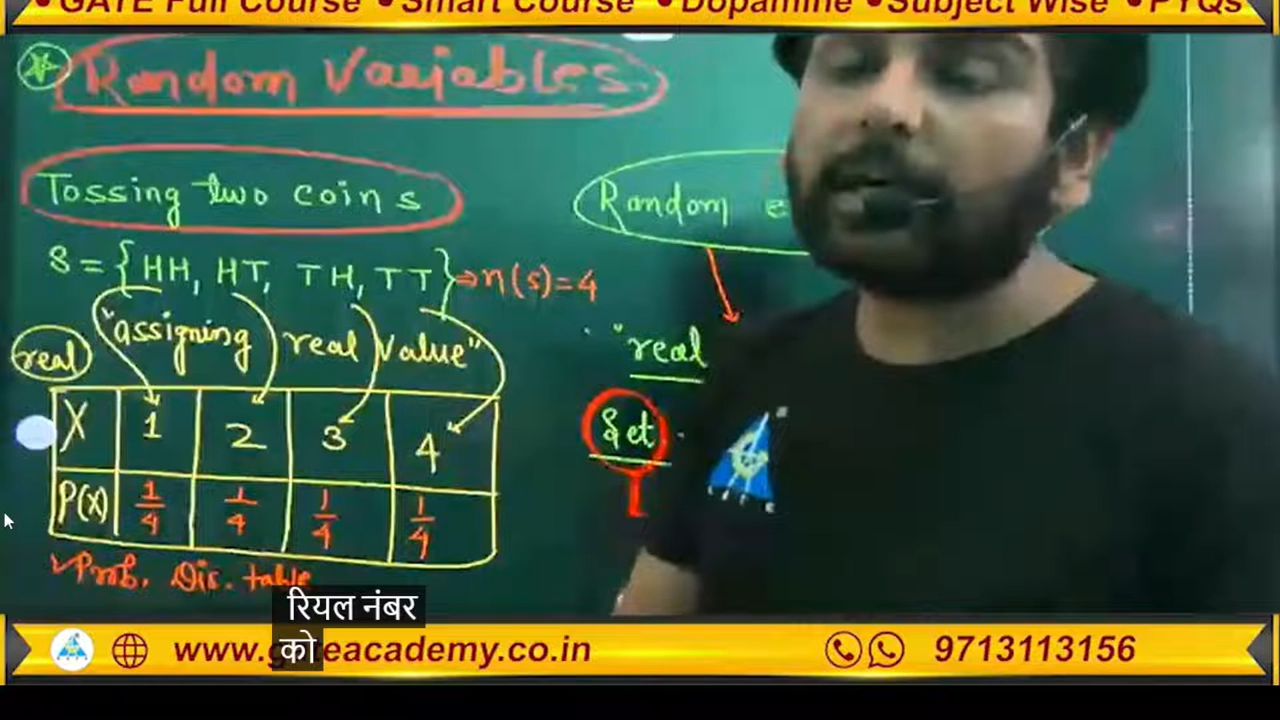 •GATE Full Course •Smart Course •Dopamine •Subject Wise •PYQs
Random Variables.
Tossing two coins
S = {HH, HT, TH, TT} ⇒ n(s)=4
"assigning real value"
real
X 1 2 3 4
P(X) 1/4 1/4 1/4 1/4
Prob. Dis. table
Random e
"real
Set
रियल नंबर
को
www.g teacademy.co.in
9713113156